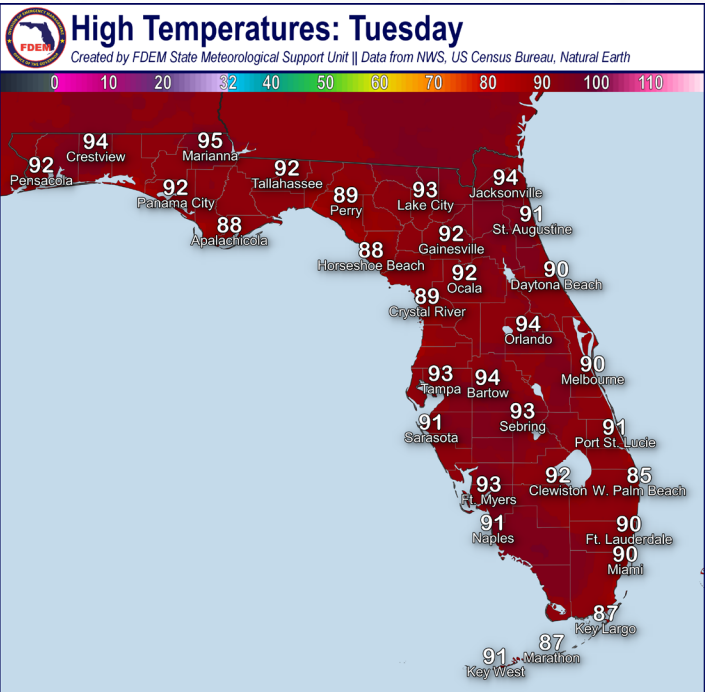 High Temperatures: Tuesday
Created by FDEM State Meteorological Support Unit || Data from NWS, US Census Bureau, Natural Earth
FDEM
0 10 20 32 40 50 60 70 80 90 100 110
94
Crestview
95
Marianna
92
Pensacola
92
Panama City
88
Apalachicola
92
Tallahassee
89
Perry
93
Lake City
94
Jacksonville
91
St. Augustine
92
Gainesville
88
Horseshoe Beach
92
Ocala
90
Daytona Beach
89
Crystal River
94
Orlando
90
Melbourne
93
Tampa
94
Bartow
93
Sebring
91
Sarasota
91
Port St. Lucie
93
Ft. Myers
92
Clewiston
85
W. Palm Beach
91
Naples
90
Ft. Lauderdale
90
Miami
87
Key Largo
87
Marathon
91
Key West